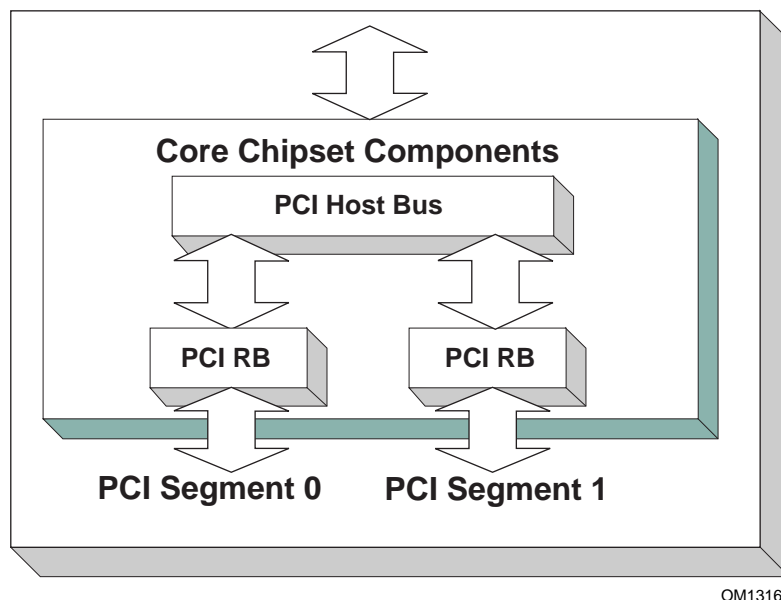 Core Chipset Components
PCI Host Bus
PCI RB
PCI RB
PCI Segment 0
PCI Segment 1
OM1316